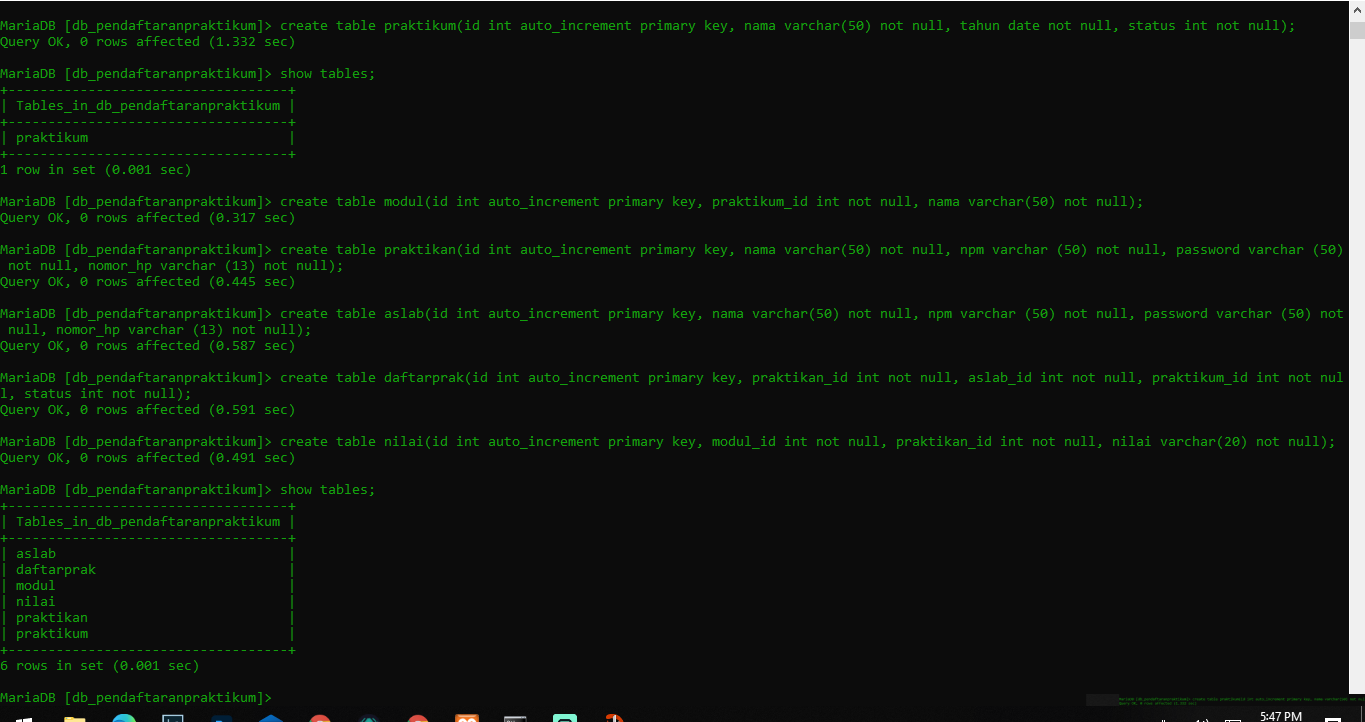 MariaDB [db_pendaftaranpraktikum]> create table praktikum(id int auto_increment primary key, nama varchar(50) not null, tahun date not null, status int not null);
Query OK, 0 rows affected (1.332 sec)
MariaDB [db_pendaftaranpraktikum]> show tables;
+-----------------------------------+
| Tables_in_db_pendaftaranpraktikum |
+-----------------------------------+
| praktikum                         |
+-----------------------------------+
1 row in set (0.001 sec)
MariaDB [db_pendaftaranpraktikum]> create table modul(id int auto_increment primary key, praktikum_id int not null, nama varchar(50) not null);
Query OK, 0 rows affected (0.317 sec)
MariaDB [db_pendaftaranpraktikum]> create table praktikan(id int auto_increment primary key, nama varchar(50) not null, npm varchar (50) not null, password varchar (50)
 not null, nomor_hp varchar (13) not null);
Query OK, 0 rows affected (0.445 sec)
MariaDB [db_pendaftaranpraktikum]> create table aslab(id int auto_increment primary key, nama varchar(50) not null, npm varchar (50) not null, password varchar (50) not
 null, nomor_hp varchar (13) not null);
Query OK, 0 rows affected (0.587 sec)
MariaDB [db_pendaftaranpraktikum]> create table daftarprak(id int auto_increment primary key, praktikan_id int not null, aslab_id int not null, praktikum_id int not nul
l, status int not null);
Query OK, 0 rows affected (0.591 sec)
MariaDB [db_pendaftaranpraktikum]> create table nilai(id int auto_increment primary key, modul_id int not null, praktikan_id int not null, nilai varchar(20) not null);
Query OK, 0 rows affected (0.491 sec)
MariaDB [db_pendaftaranpraktikum]> show tables;
+-----------------------------------+
| Tables_in_db_pendaftaranpraktikum |
+-----------------------------------+
| aslab                             |
| daftarprak                        |
| modul                             |
| nilai                             |
| praktikan                         |
| praktikum                         |
+-----------------------------------+
6 rows in set (0.001 sec)
MariaDB [db_pendaftaranpraktikum]>
5:47 PM